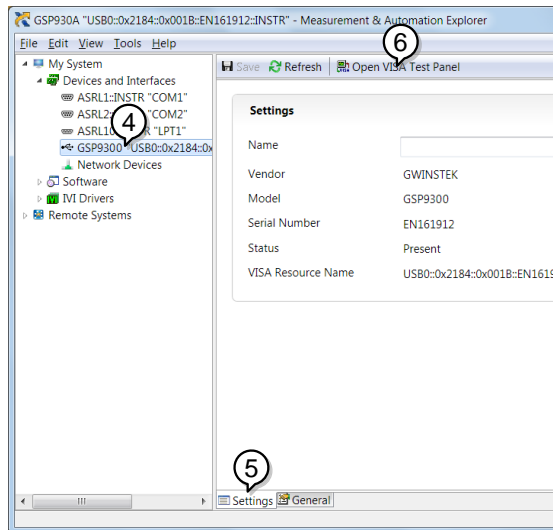 GSP930A "USB0::0x2184::0x001B::EN161912::INSTR" - Measurement & Automation Explorer
File Edit View Tools Help
6
My System
Devices and Interfaces
ASRL1::INSTR "COM1"
ASRL2 "COM2"
ASRL10 R "LPT1"
4
GSP9300 "USB0::0x2184::0x
Network Devices
Software
IVI Drivers
Remote Systems
Save Refresh Open VISA Test Panel
Settings
Name
Vendor GWINSTEK
Model GSP9300
Serial Number EN161912
Status Present
VISA Resource Name USB0::0x2184::0x001B::EN1619
5
Settings General